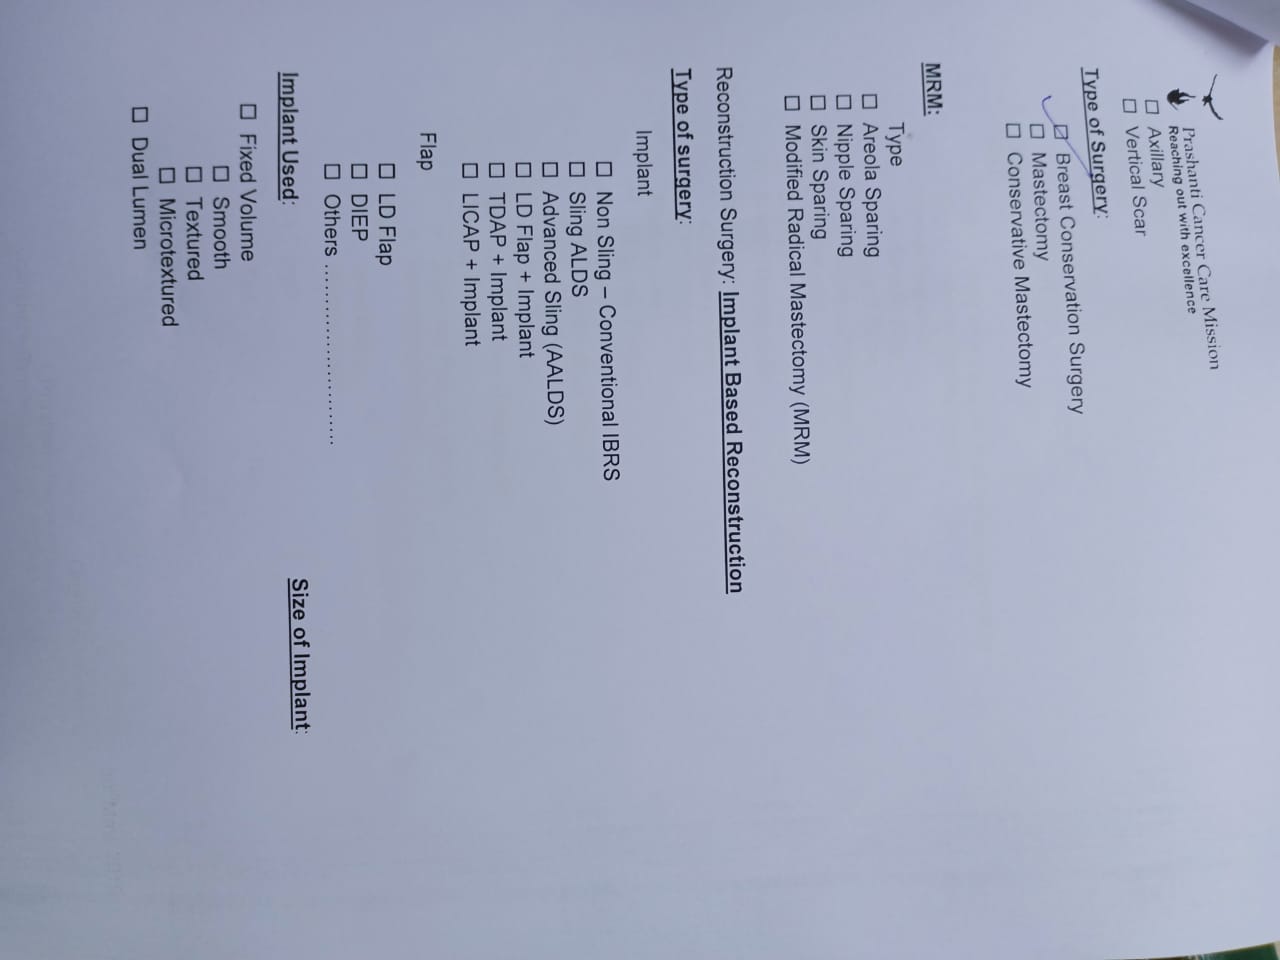 Prashanti Cancer Care Mission
Reaching out with excellence
☐ Axillary
☐ Vertical Scar
Type of Surgery:
☑ Breast Conservation Surgery
☐ Mastectomy
☐ Conservative Mastectomy
MRM:
Type
☐ Areola Sparing
☐ Nipple Sparing
☐ Skin Sparing
☐ Modified Radical Mastectomy (MRM)
Reconstruction Surgery: Implant Based Reconstruction
Type of surgery:
Implant
☐ Non Sling – Conventional IBRS
☐ Sling ALDS
☐ Advanced Sling (AALDS)
☐ LD Flap + Implant
☐ TDAP + Implant
☐ LICAP + Implant
Flap
☐ LD Flap
☐ DIEP
☐ Others ........................
Implant Used: Size of Implant:
☐ Fixed Volume
☐ Smooth
☐ Textured
☐ Microtextured
☐ Dual Lumen